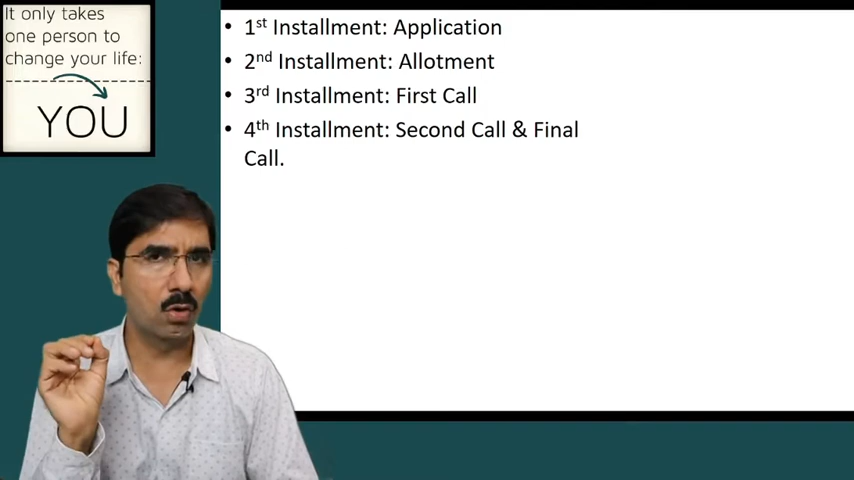 It only takes
one person to
change your life:
YOU
• 1st Installment: Application
• 2nd Installment: Allotment
• 3rd Installment: First Call
• 4th Installment: Second Call & Final
Call.